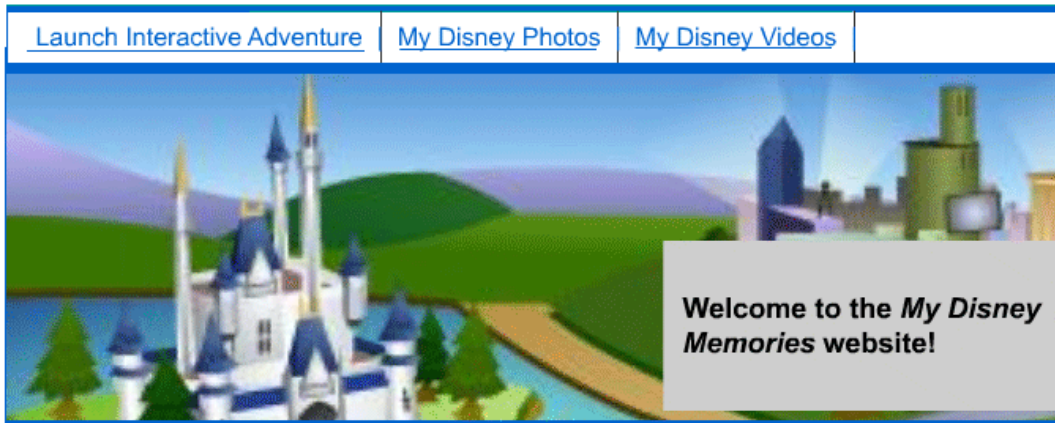 Launch Interactive Adventure
My Disney Photos
My Disney Videos
Welcome to the My Disney
Memories website!